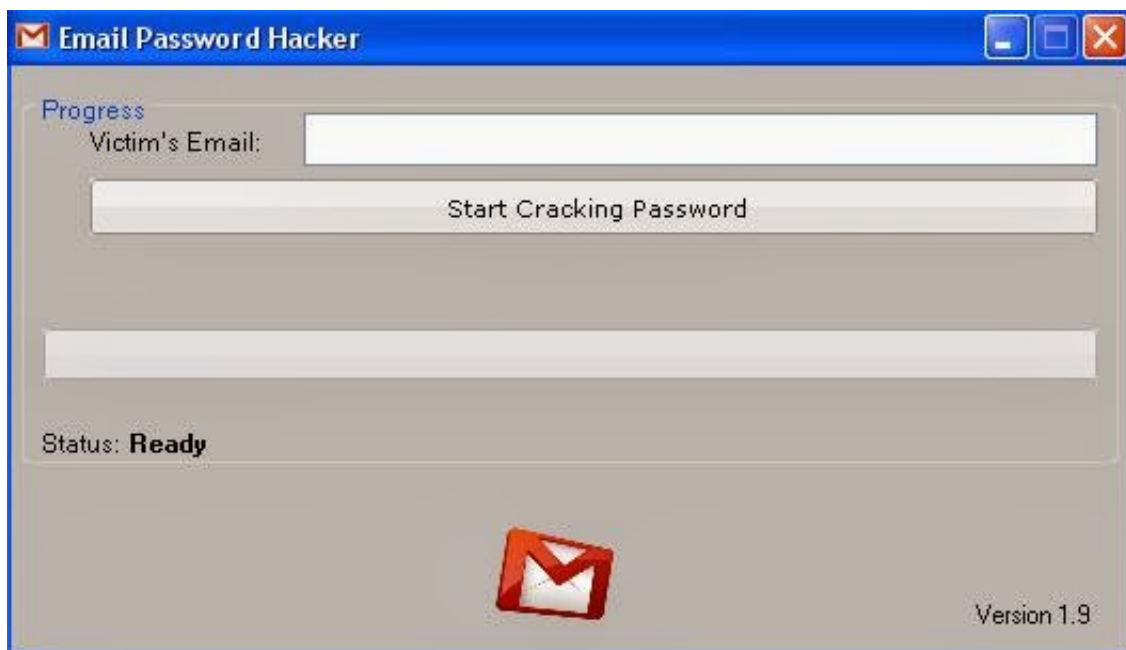 Email Password Hacker
Progress
Victim's Email:
Start Cracking Password
Status: Ready
Version 1.9